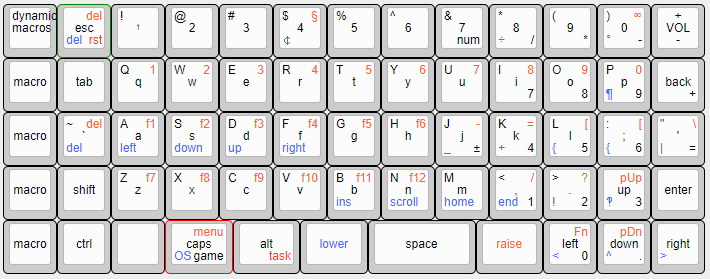 dynamic
macros
del
esc
del rst
!
1
@
2
#
3
$ §
4
¢
%
5
^
6
&
7
num
*
8
÷ /
(
9
*
) ∞
0
° -
+
VOL
-
macro
tab
Q 1
q
W 2
w
E 3
e
R 4
r
T 5
t
Y 6
y
U 7
u
I 8
i
7
O 9
o
8
P 0
p
¶ 9
back
+
macro
~ del
`
del
A f1
a
left
S f2
s
down
D f3
d
up
F f4
f
right
G f5
g
H f6
h
J -
j
_ ±
K =
k
+ 4
L [
l
{ 5
: [
;
{ 6
" \
'
| =
macro
shift
Z f7
z
X f8
x
C f9
c
V f10
v
B f11
b
ins
N f12
n
scroll
M
m
home
< /
,
end 1
> ?
.
! 2
pUp
up
‽ 3
enter
macro
ctrl
menu
caps
OS game
alt
task
lower
space
raise
Fn
left
< 0
pDn
down
^ .
right
>